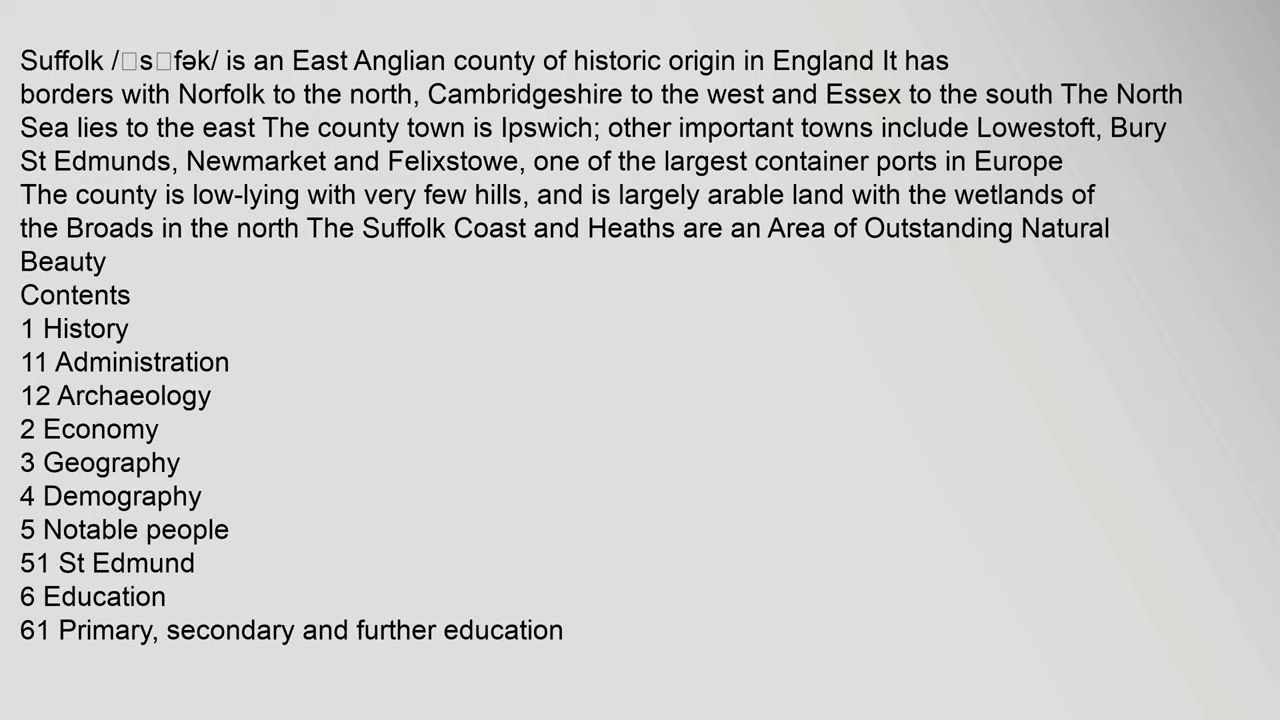 Suffolk /□s□fək/ is an East Anglian county of historic origin in England It has
borders with Norfolk to the north, Cambridgeshire to the west and Essex to the south The North
Sea lies to the east The county town is Ipswich; other important towns include Lowestoft, Bury
St Edmunds, Newmarket and Felixstowe, one of the largest container ports in Europe
The county is low-lying with very few hills, and is largely arable land with the wetlands of
the Broads in the north The Suffolk Coast and Heaths are an Area of Outstanding Natural
Beauty
Contents
1 History
11 Administration
12 Archaeology
2 Economy
3 Geography
4 Demography
5 Notable people
51 St Edmund
6 Education
61 Primary, secondary and further education